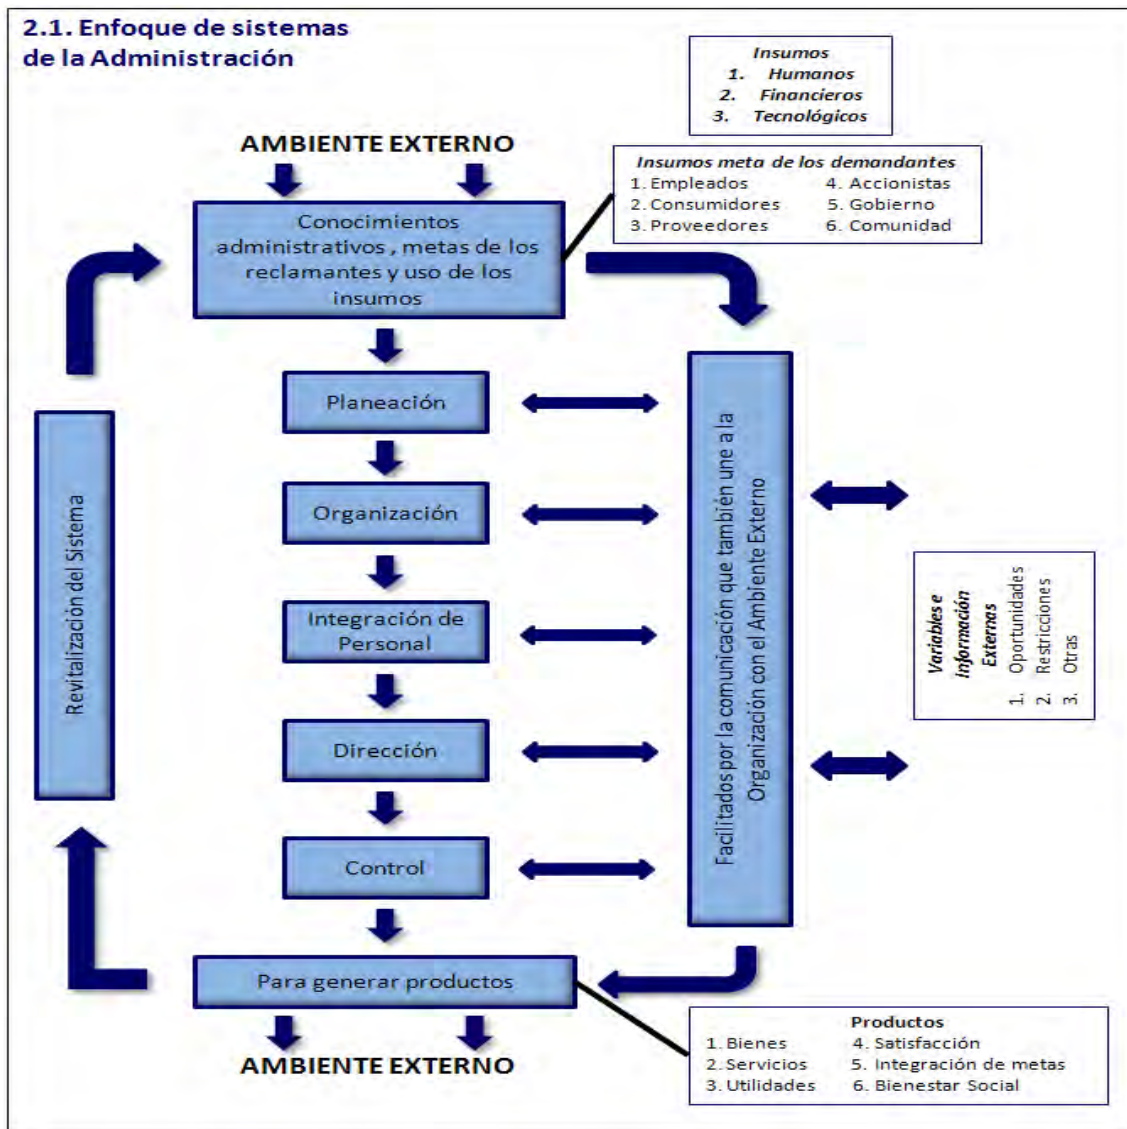 2.1. Enfoque de sistemas
de la Administración
Insumos
1. Humanos
2. Financieros
3. Tecnológicos
AMBIENTE EXTERNO
Insumos meta de los demandantes
1. Empleados 4. Accionistas
2. Consumidores 5. Gobierno
3. Proveedores 6. Comunidad
Conocimientos
administrativos , metas de los
reclamantes y uso de los
insumos
Planeación
Organización
Integración de
Personal
Dirección
Control
Revitalización del Sistema
Facilitados por la comunicación que también une a la
Organización con el Ambiente Externo
Variables e
Información
Externas
1. Oportunidades
2. Restricciones
3. Otras
Para generar productos
AMBIENTE EXTERNO
Productos
1. Bienes 4. Satisfacción
2. Servicios 5. Integración de metas
3. Utilidades 6. Bienestar Social